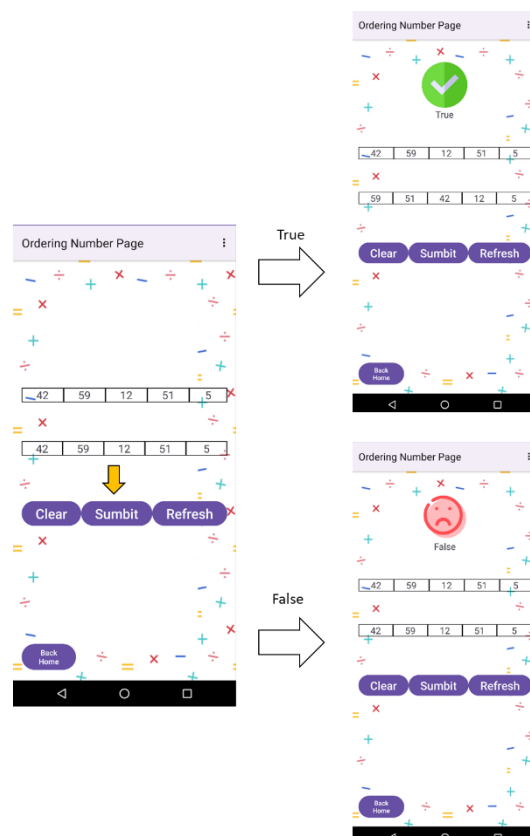 Ordering Number Page
42 59 12 51 5
42 59 12 51 5
Clear Sumbit Refresh
Back
Home
True
False
Ordering Number Page
True
42 59 12 51 5
59 51 42 12 5
Clear Sumbit Refresh
Back
Home
Ordering Number Page
False
42 59 12 51 5
42 59 12 51 5
Clear Sumbit Refresh
Back
Home